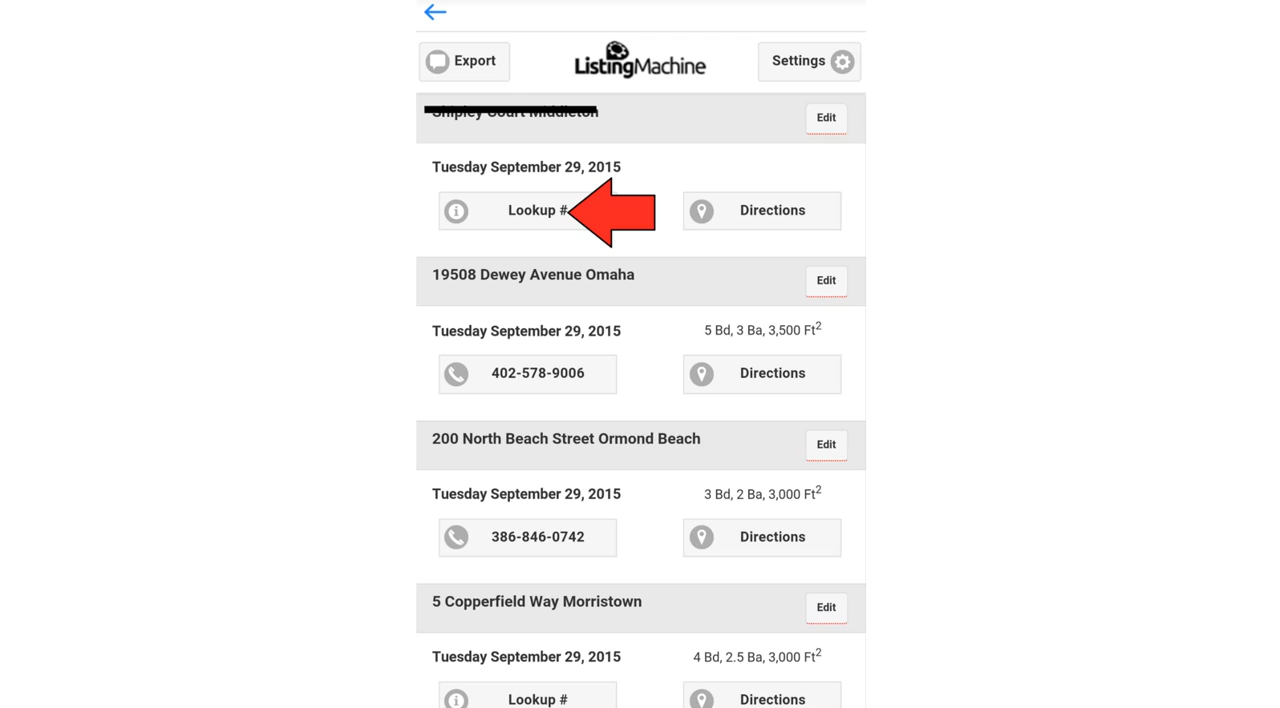 Export
ListingMachine
Settings
Shipley Court Middleton
Edit
Tuesday September 29, 2015
Lookup #
Directions
19508 Dewey Avenue Omaha
Edit
Tuesday September 29, 2015
5 Bd, 3 Ba, 3,500 Ft2
402-578-9006
Directions
200 North Beach Street Ormond Beach
Edit
Tuesday September 29, 2015
3 Bd, 2 Ba, 3,000 Ft2
386-846-0742
Directions
5 Copperfield Way Morristown
Edit
Tuesday September 29, 2015
4 Bd, 2.5 Ba, 3,000 Ft2
Lookup #
Directions